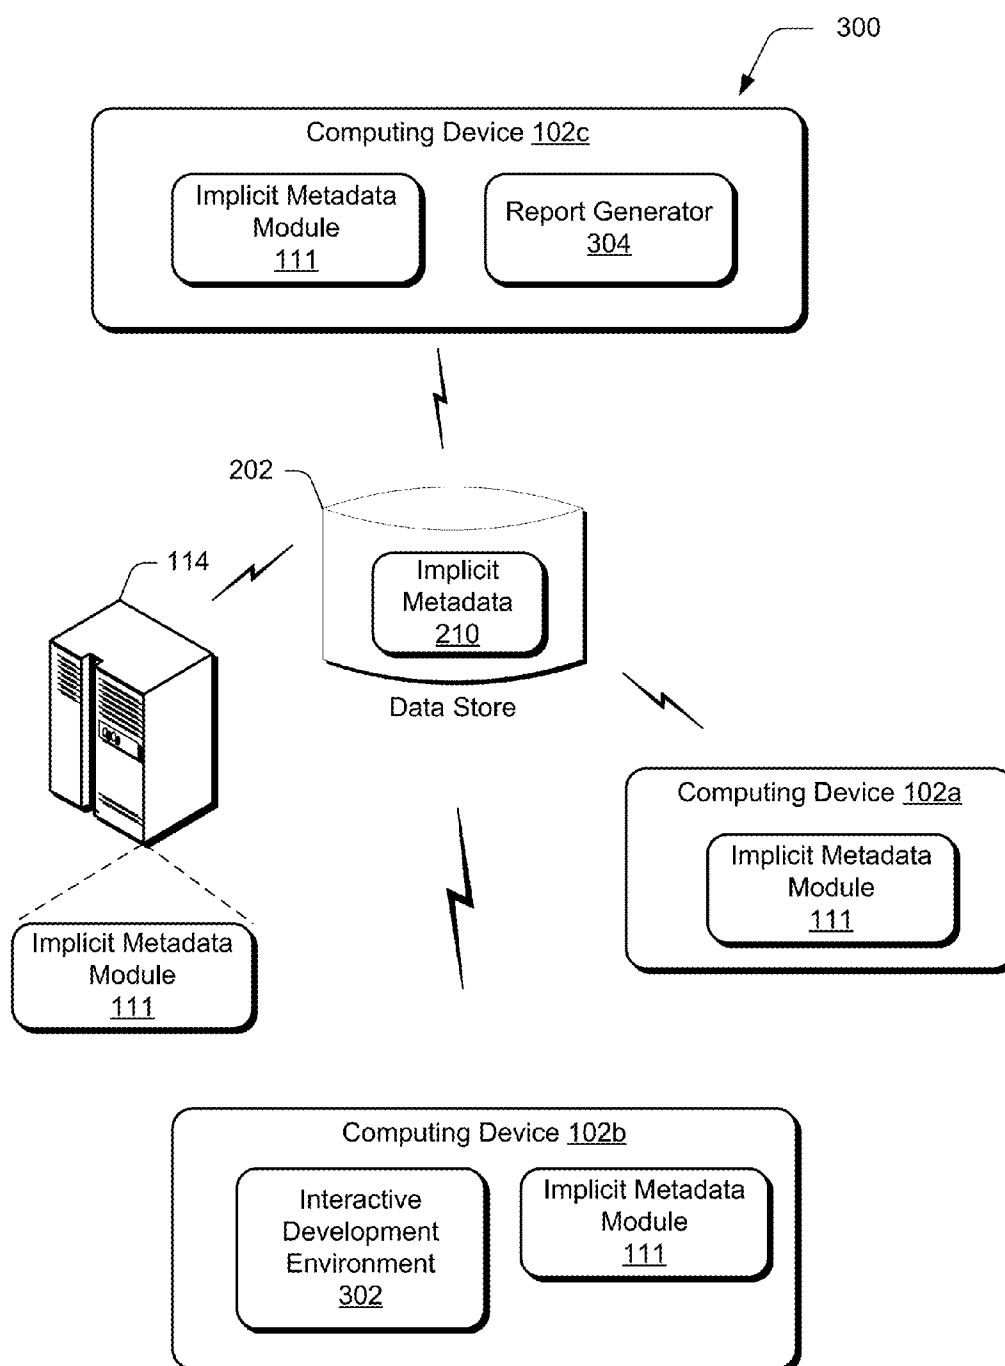 300
Computing Device 102c
Implicit Metadata
Module
111
Report Generator
304
202
114
Implicit
Metadata
210
Data Store
Computing Device 102a
Implicit Metadata
Module
111
Implicit Metadata
Module
111
Computing Device 102b
Interactive
Development
Environment
302
Implicit Metadata
Module
111